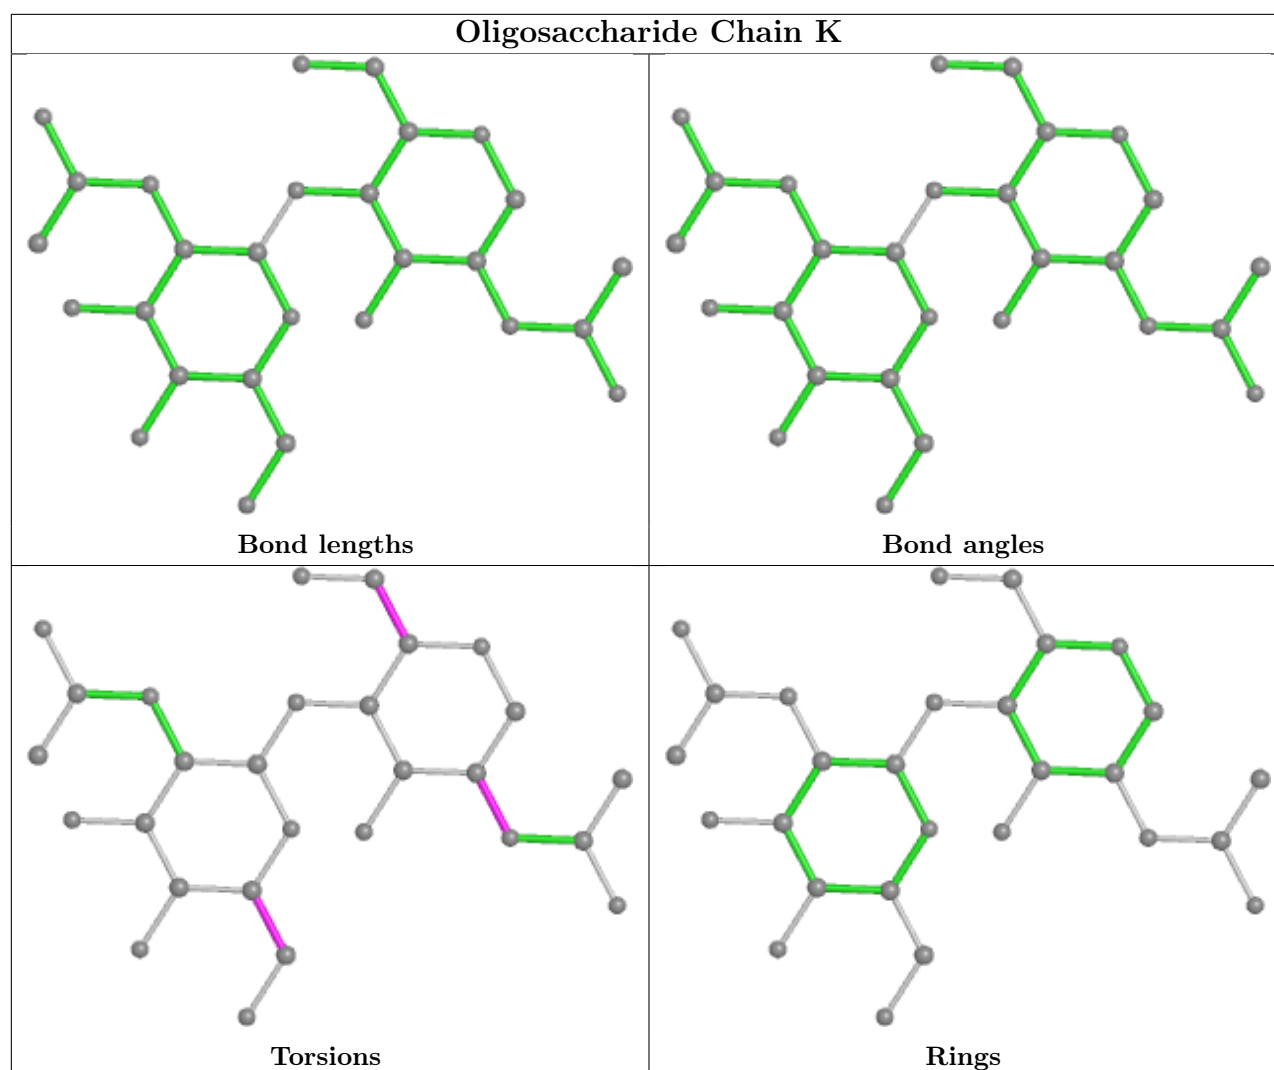 Oligosaccharide Chain K
Bond lengths
Bond angles
Torsions
Rings